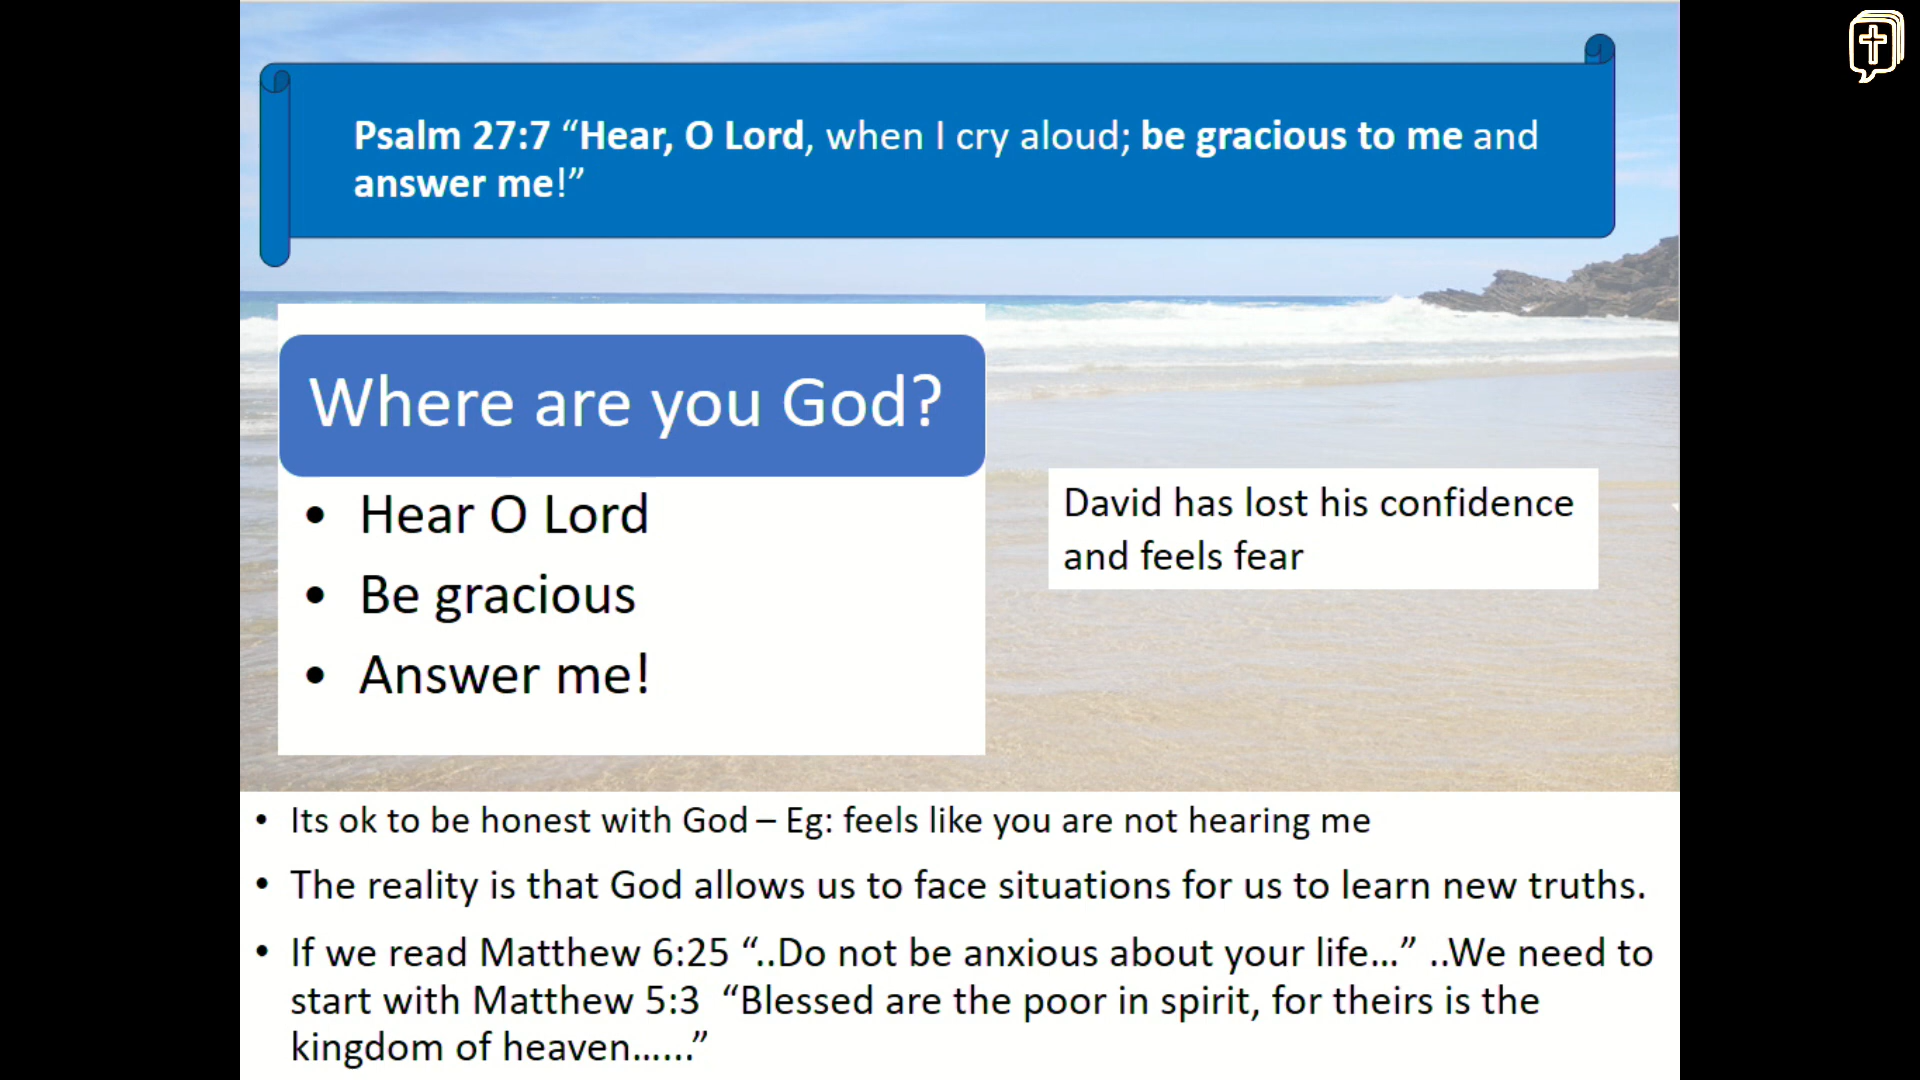 Psalm 27:7 “Hear, O Lord, when I cry aloud; be gracious to me and
answer me!”
Where are you God?
• Hear O Lord
• Be gracious
• Answer me!
David has lost his confidence
and feels fear
• Its ok to be honest with God – Eg: feels like you are not hearing me
• The reality is that God allows us to face situations for us to learn new truths.
• If we read Matthew 6:25 “..Do not be anxious about your life…” ..We need to
start with Matthew 5:3  “Blessed are the poor in spirit, for theirs is the
kingdom of heaven……”